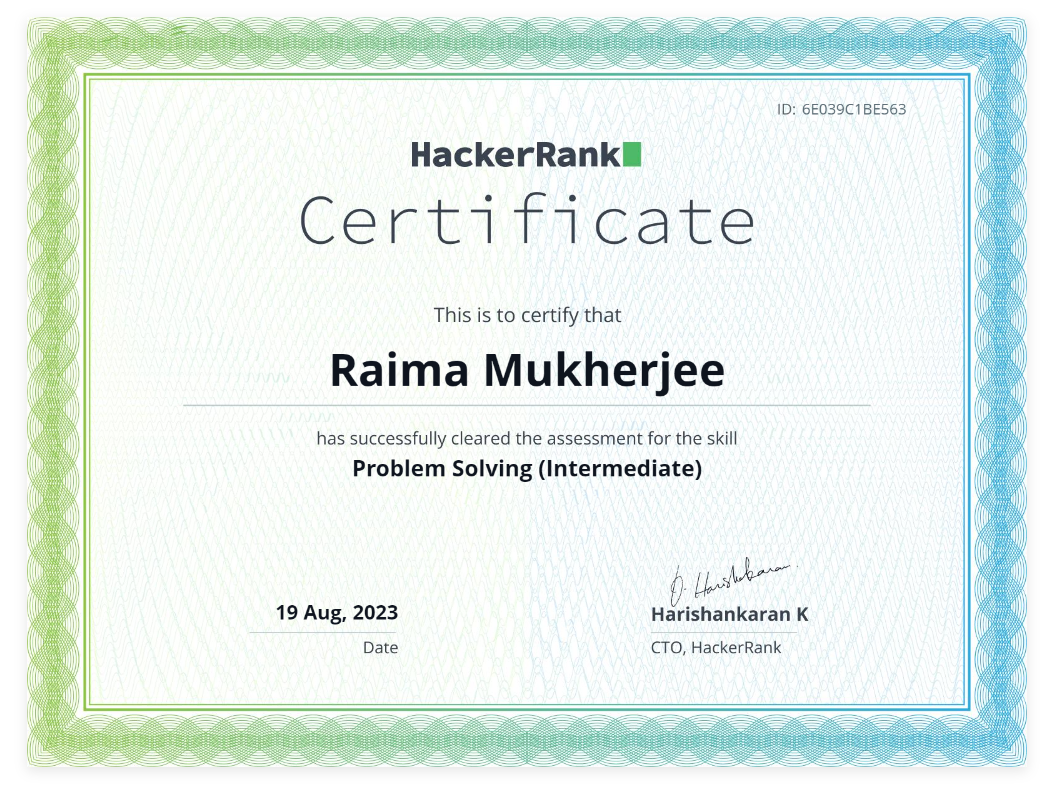 ID: 6E039C1BE563
HackerRank
Certificate
This is to certify that
Raima Mukherjee
has successfully cleared the assessment for the skill
Problem Solving (Intermediate)
19 Aug, 2023
Date
Harishankaran K
CTO, HackerRank